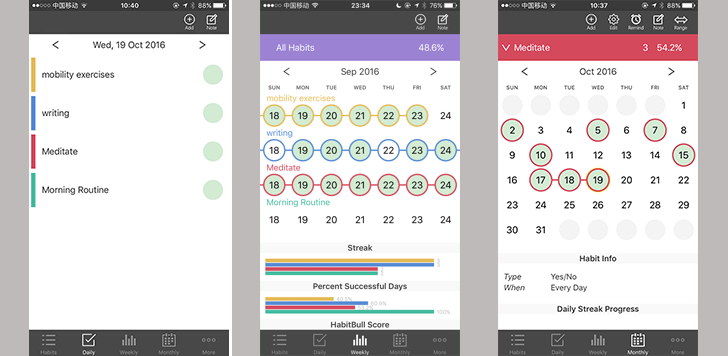 中国移动 10:40 88%
Add Note
Wed, 19 Oct 2016
mobility exercises
writing
Meditate
Morning Routine
Habits Daily Weekly Monthly More
中国移动 23:34 76%
Add Note
All Habits 48.6%
Sep 2016
SUN MON TUE WED THU FRI SAT
mobility exercises
18 19 20 21 22 23 24
writing
18 19 20 21 22 23 24
Meditate
18 19 20 21 22 23 24
Morning Routine
18 19 20 21 22 23 24
Streak
Percent Successful Days
100%
HabitBull Score
Habits Daily Weekly Monthly More
中国移动 10:37 88%
Add Edit Remind Note Range
Meditate 3 54.2%
Oct 2016
SUN MON TUE WED THU FRI SAT
1
2 3 4 5 6 7 8
9 10 11 12 13 14 15
16 17 18 19 20 21 22
23 24 25 26 27 28 29
30 31
Habit Info
Type Yes/No
When Every Day
Daily Streak Progress
Habits Daily Weekly Monthly More